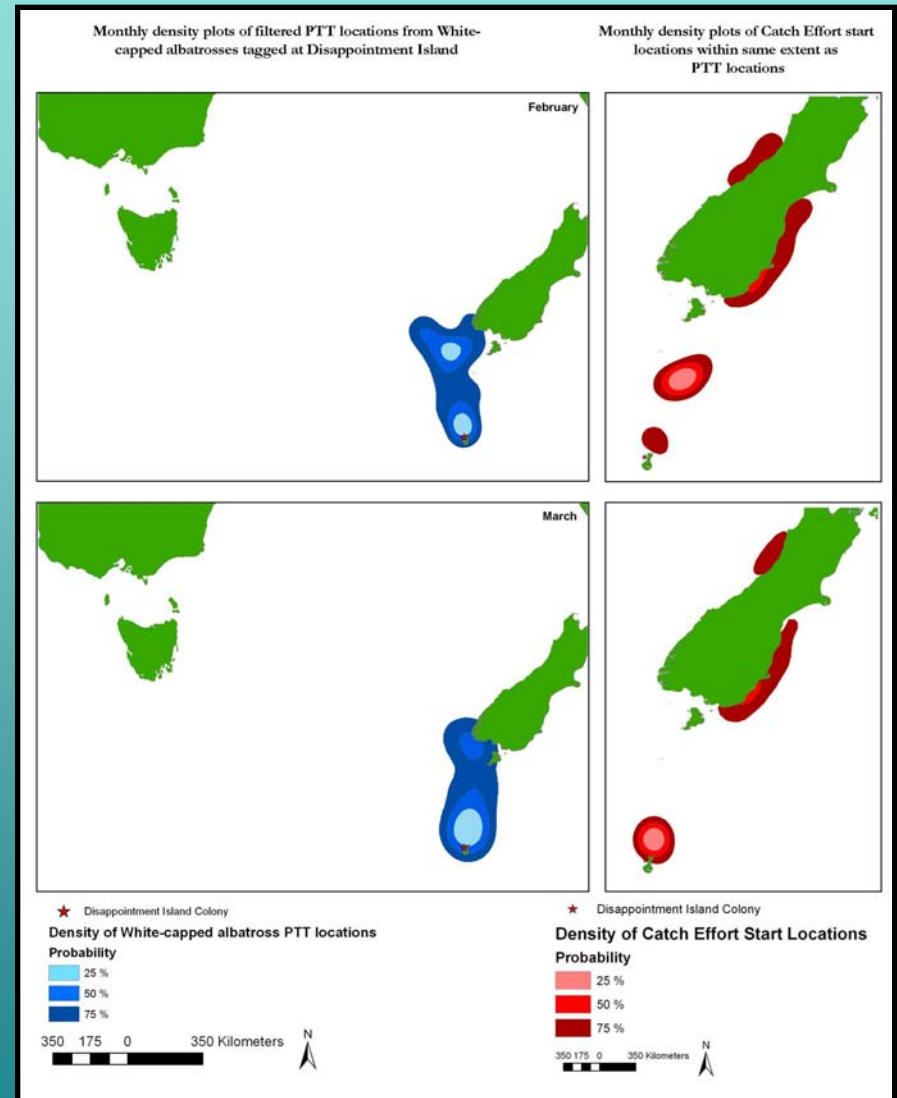 Monthly density plots of filtered PTT locations from White-
capped albatrosses tagged at Disappointment Island
Monthly density plots of Catch Effort start
locations within same extent as
PTT locations
February
March
Disappointment Island Colony
Density of White-capped albatross PTT locations
Probability
25 %
50 %
75 %
350 175 0 350 Kilometers
N
Disappointment Island Colony
Density of Catch Effort Start Locations
Probability
25 %
50 %
75 %
350 175 0 350 Kilometers
N